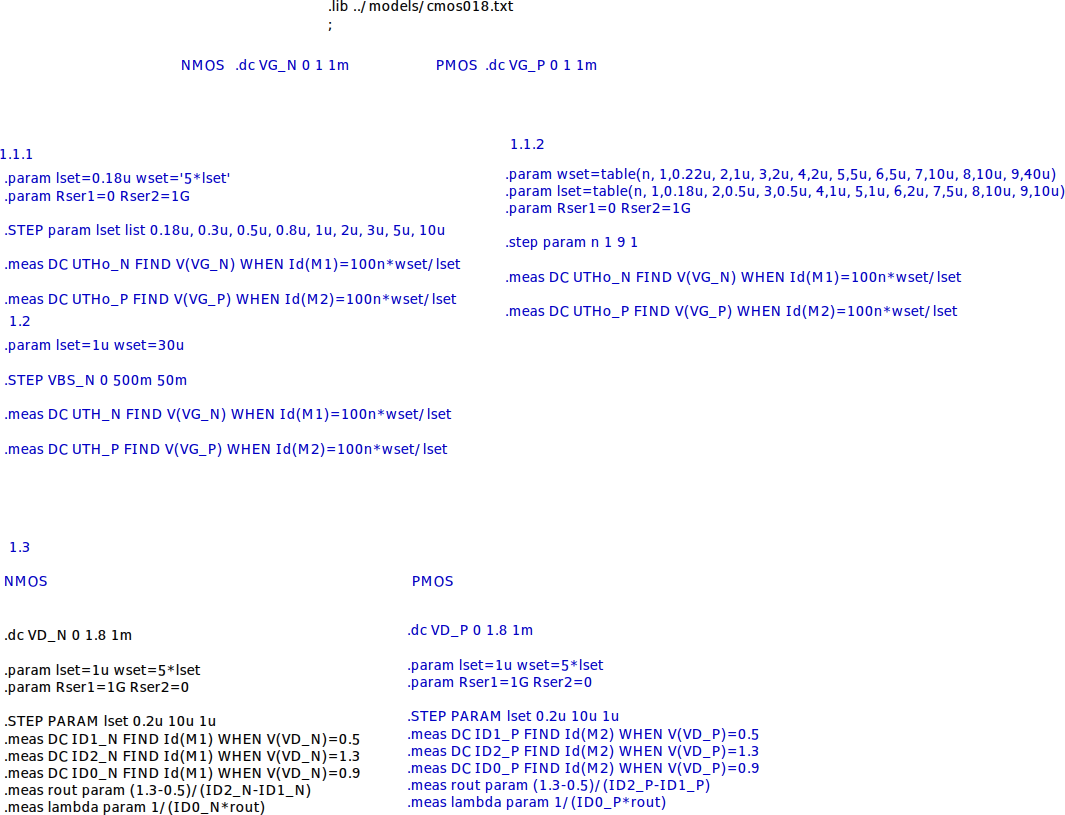 .lib ../models/cmos018.txt
;
NMOS .dc VG_N 0 1 1m
PMOS .dc VG_P 0 1 1m
1.1.1
.param lset=0.18u wset='5*lset'
.param Rser1=0 Rser2=1G
.STEP param lset list 0.18u, 0.3u, 0.5u, 0.8u, 1u, 2u, 3u, 5u, 10u
.meas DC UTHo_N FIND V(VG_N) WHEN Id(M1)=100n*wset/lset
.meas DC UTHo_P FIND V(VG_P) WHEN Id(M2)=100n*wset/lset
1.1.2
.param wset=table(n, 1,0.22u, 2,1u, 3,2u, 4,2u, 5,5u, 6,5u, 7,10u, 8,10u, 9,40u)
.param lset=table(n, 1,0.18u, 2,0.5u, 3,0.5u, 4,1u, 5,1u, 6,2u, 7,5u, 8,10u, 9,10u)
.param Rser1=0 Rser2=1G
.step param n 1 9 1
.meas DC UTHo_N FIND V(VG_N) WHEN Id(M1)=100n*wset/lset
.meas DC UTHo_P FIND V(VG_P) WHEN Id(M2)=100n*wset/lset
1.2
.param lset=1u wset=30u
.STEP VBS_N 0 500m 50m
.meas DC UTH_N FIND V(VG_N) WHEN Id(M1)=100n*wset/lset
.meas DC UTH_P FIND V(VG_P) WHEN Id(M2)=100n*wset/lset
1.3
NMOS
.dc VD_N 0 1.8 1m
.param lset=1u wset=5*lset
.param Rser1=1G Rser2=0
.STEP PARAM lset 0.2u 10u 1u
.meas DC ID1_N FIND Id(M1) WHEN V(VD_N)=0.5
.meas DC ID2_N FIND Id(M1) WHEN V(VD_N)=1.3
.meas DC ID0_N FIND Id(M1) WHEN V(VD_N)=0.9
.meas rout param (1.3-0.5)/(ID2_N-ID1_N)
.meas lambda param 1/(ID0_N*rout)
PMOS
.dc VD_P 0 1.8 1m
.param lset=1u wset=5*lset
.param Rser1=1G Rser2=0
.STEP PARAM lset 0.2u 10u 1u
.meas DC ID1_P FIND Id(M2) WHEN V(VD_P)=0.5
.meas DC ID2_P FIND Id(M2) WHEN V(VD_P)=1.3
.meas DC ID0_P FIND Id(M2) WHEN V(VD_P)=0.9
.meas rout param (1.3-0.5)/(ID2_P-ID1_P)
.meas lambda param 1/(ID0_P*rout)